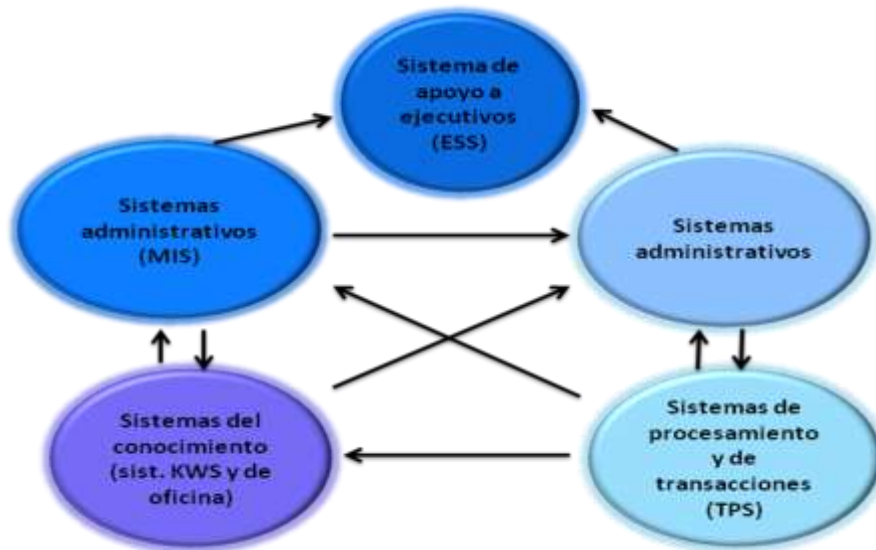 Sistema de
apoyo a
ejecutivos
(ESS)
Sistemas
administrativos
(MIS)
Sistemas
administrativos
Sistemas del
conocimiento
(sist. KWS y de
oficina)
Sistemas de
procesamiento
y de
transacciones
(TPS)